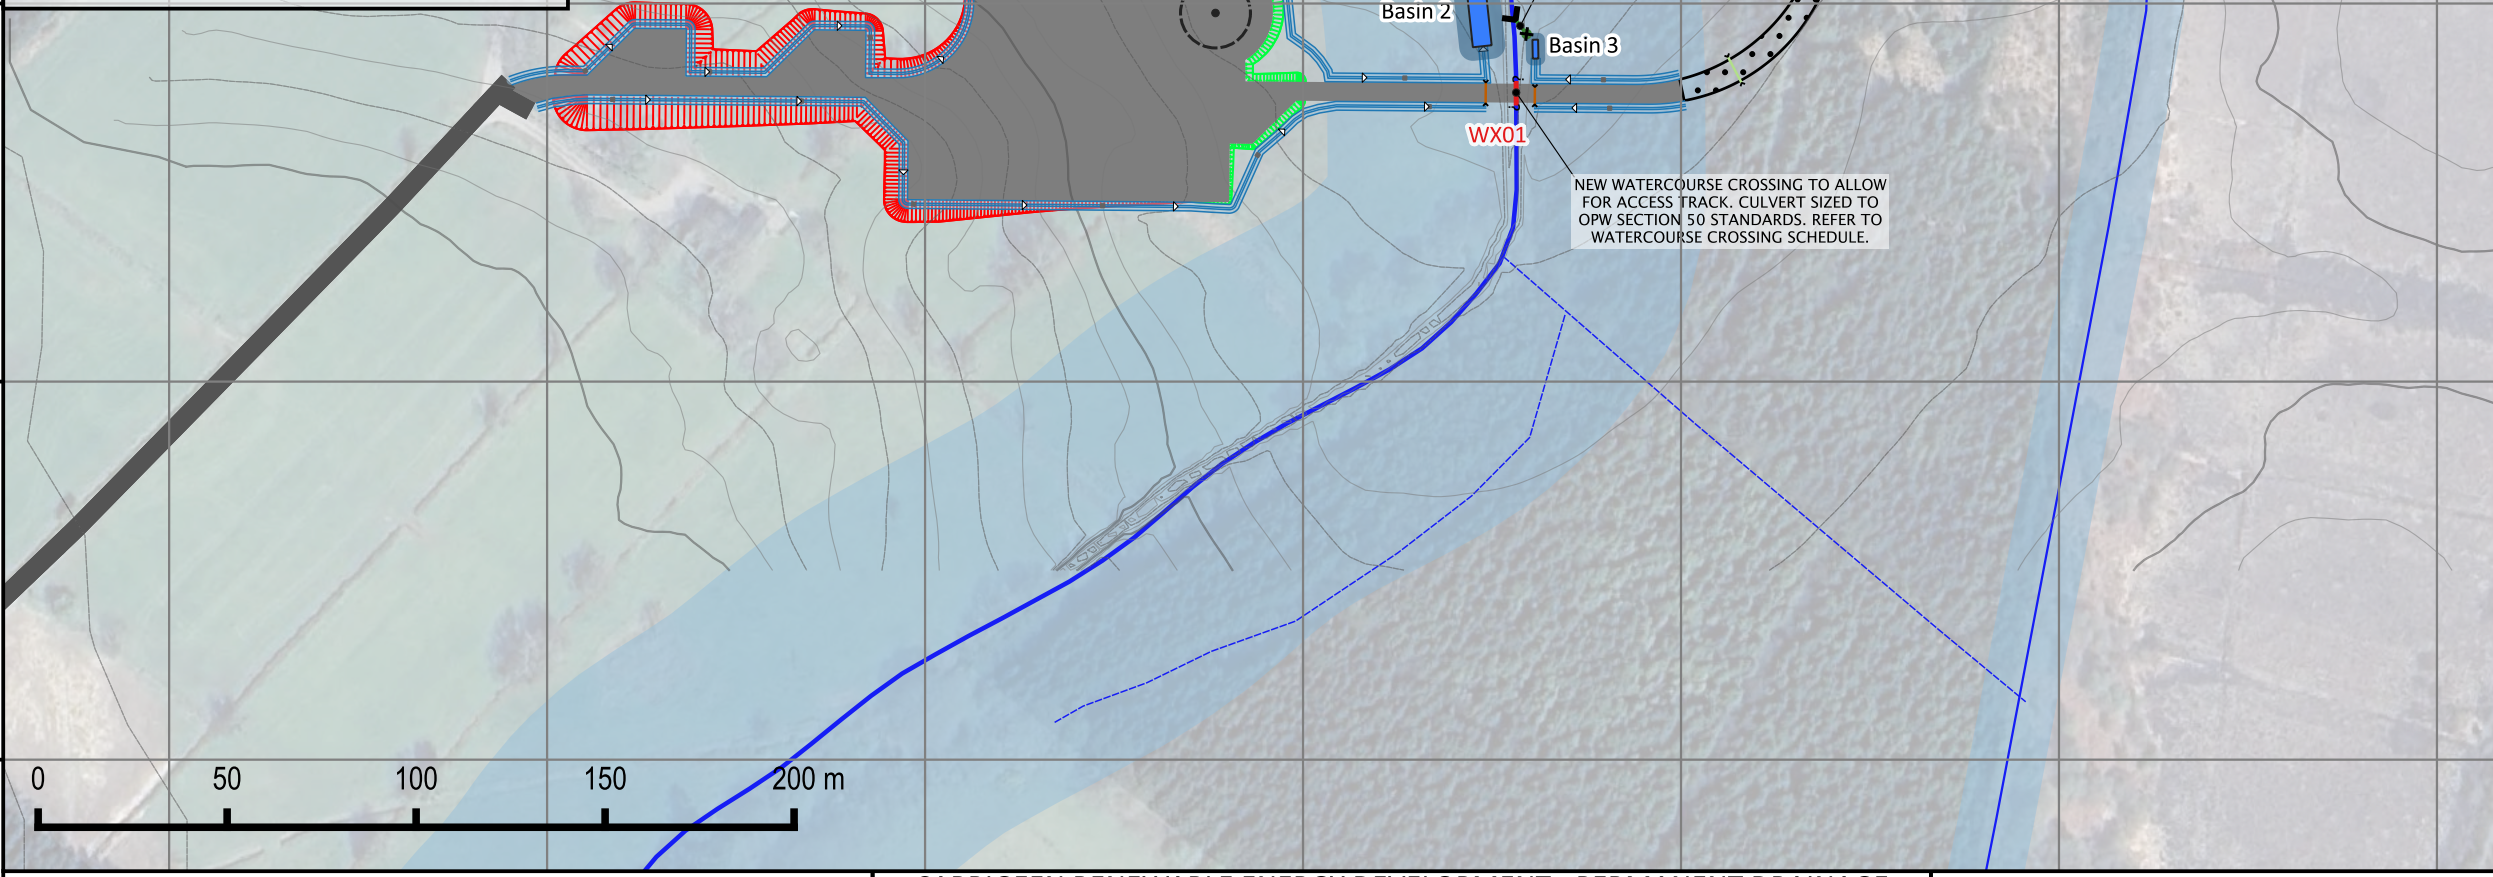 Basin 2
Basin 3
WX01
NEW WATERCOURSE CROSSING TO ALLOW
FOR ACCESS TRACK. CULVERT SIZED TO
OPW SECTION 50 STANDARDS. REFER TO
WATERCOURSE CROSSING SCHEDULE.
0 50 100 150 200 m